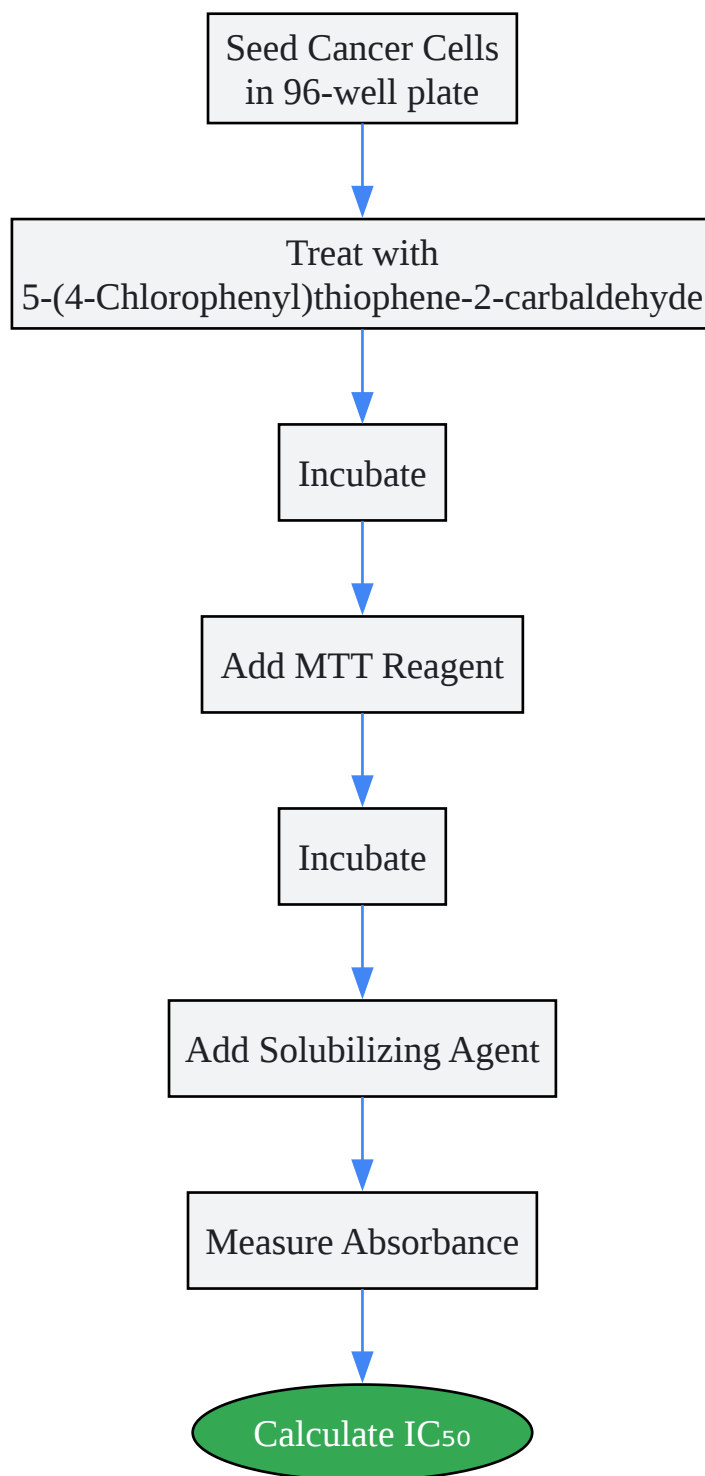 Seed Cancer Cells
in 96-well plate
Treat with
5-(4-Chlorophenyl)thiophene-2-carbaldehyde
Incubate
Add MTT Reagent
Incubate
Add Solubilizing Agent
Measure Absorbance
Calculate IC₅₀